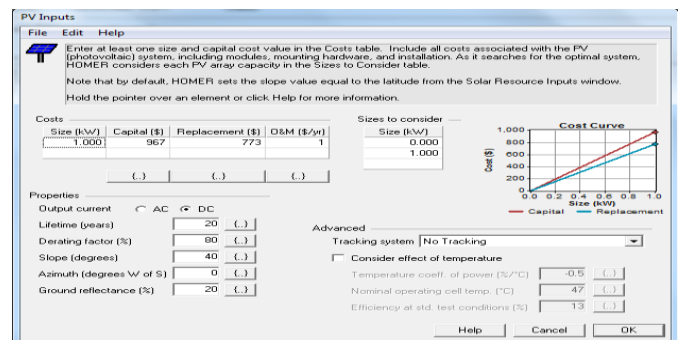 PV Inputs
File Edit Help
Enter at least one size and capital cost value in the Costs table. Include all costs associated with the PV
(photovoltaic) system, including modules, mounting hardware, and installation. As it searches for the optimal system,
HOMER considers each PV array capacity in the Sizes to Consider table.
Note that by default, HOMER sets the slope value equal to the latitude from the Solar Resource Inputs window.
Hold the pointer over an element or click Help for more information.
Costs
Size (kW) Capital ($) Replacement ($) O&M ($/yr)
1.000 967 773 1
{..} {..} {..}
Sizes to consider
Size (kW)
0.000
1.000
Cost Curve
1,000
800
600
400
200
0
Cost ($)
0.0 0.2 0.4 0.6 0.8 1.0
Size (kW)
Capital Replacement
Properties
Output current AC DC
Lifetime (years) 20 {..}
Derating factor (%) 80 {..}
Slope (degrees) 40 {..}
Azimuth (degrees W of S) 0 {..}
Ground reflectance (%) 20 {..}
Advanced
Tracking system No Tracking
Consider effect of temperature
Temperature coeff. of power (%/°C) -0.5 {..}
Nominal operating cell temp. (°C) 47 {..}
Efficiency at std. test conditions (%) 13 {..}
Help Cancel OK